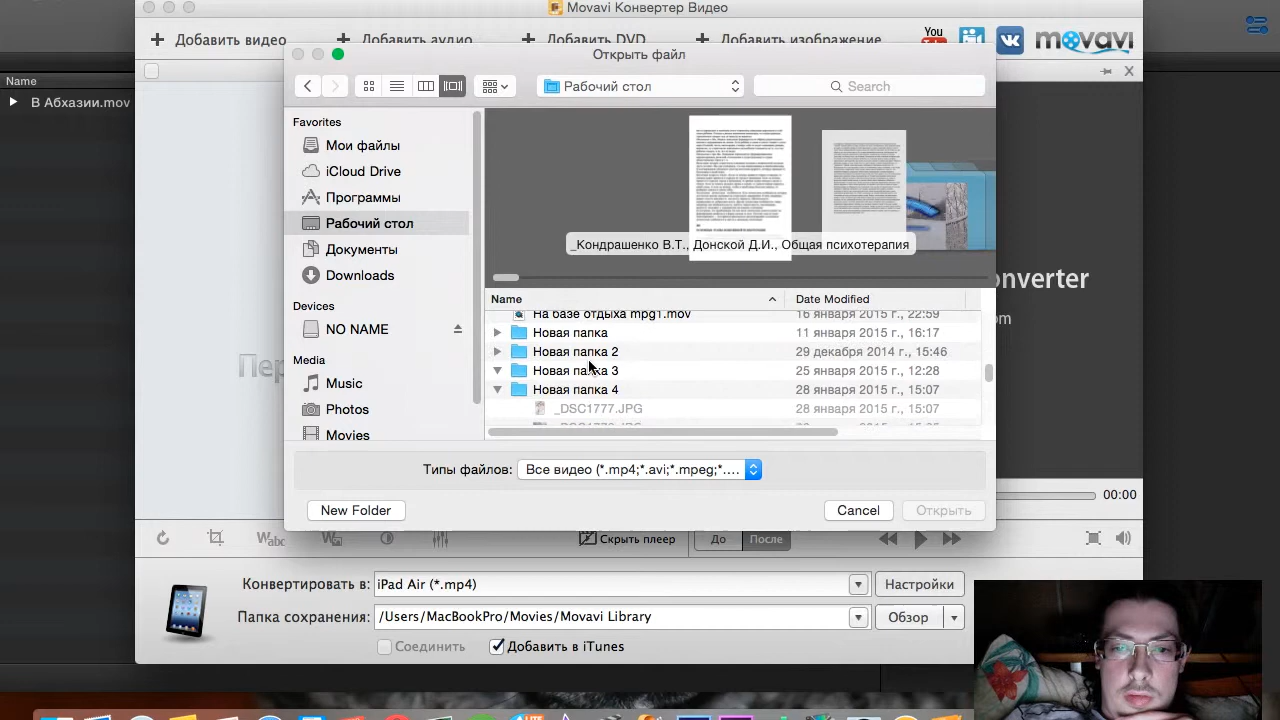 Movavi Конвертер Видео
+ Добавить видео + Добавить аудио + Добавить DVD + Добавить изображение You movavi
Открыть файл
Name
В Абхазии.mov
Рабочий стол
Search
Favorites
Мои файлы
iCloud Drive
Программы
Рабочий стол
Документы
Downloads
Devices
NO NAME
Media
Music
Photos
Movies
_Кондрашенко В.Т., Донской Д.И., Общая психотерапия
Name Date Modified
На базе отдыха mpg1.mov 16 января 2015 г., 22:59
Новая папка 11 января 2015 г., 16:17
Новая папка 2 29 декабря 2014 г., 15:46
Новая папка 3 25 января 2015 г., 12:28
Новая папка 4 28 января 2015 г., 15:07
_DSC1777.JPG 28 января 2015 г., 15:07
Типы файлов: Все видео (*.mp4;*.avi;*.mpeg;*....
New Folder Cancel Открыть
Пер
onverter
om
00:00
Wabc
Скрыть плеер До После
Конвертировать в: iPad Air (*.mp4) Настройки
Папка сохранения: /Users/MacBookPro/Movies/Movavi Library Обзор
Соединить Добавить в iTunes